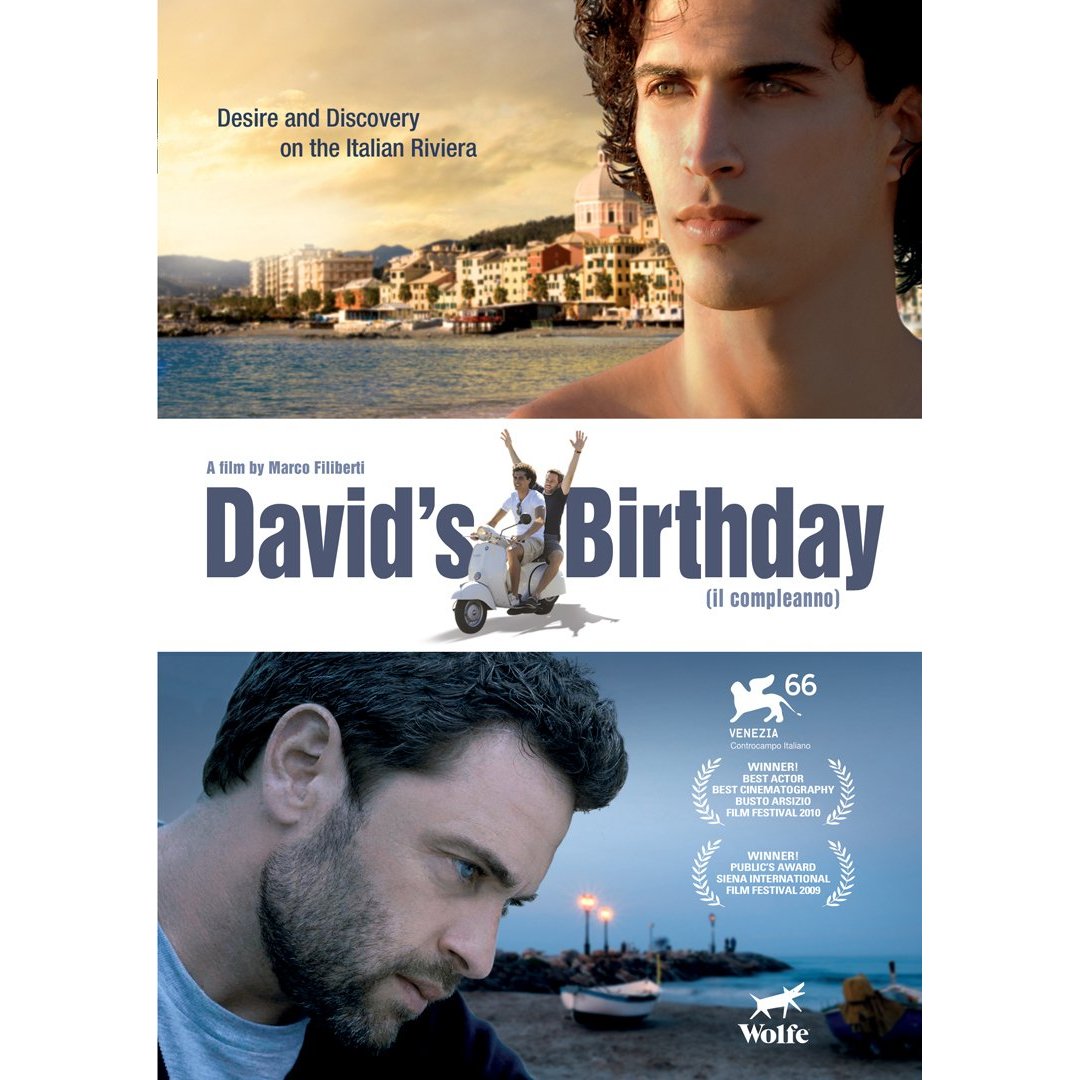 Desire and Discovery
on the Italian Riviera
A film by Marco Filiberti
David's Birthday
(il compleanno)
66
VENEZIA
Controcampo Italiano
WINNER!
BEST ACTOR
BEST CINEMATOGRAPHY
BUSTO ARSIZIO
FILM FESTIVAL 2010
WINNER!
PUBLIC'S AWARD
SIENA INTERNATIONAL
FILM FESTIVAL 2009
Wolfe